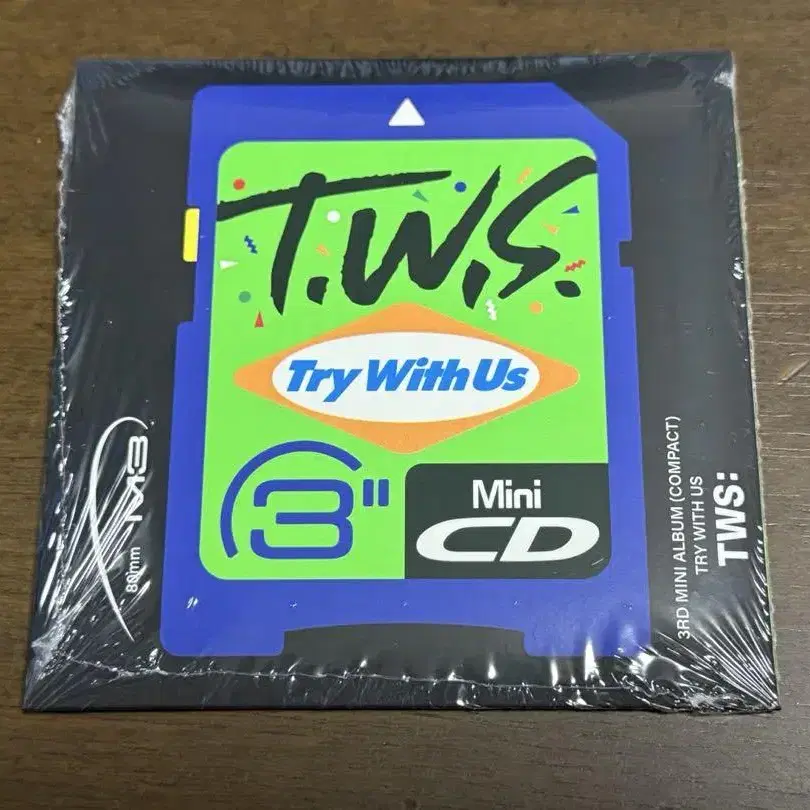 T.W.S.
Try With Us
3"
Mini
CD
M3
80mm
3RD MINI ALBUM (COMPACT)
TRY WITH US
TWS: